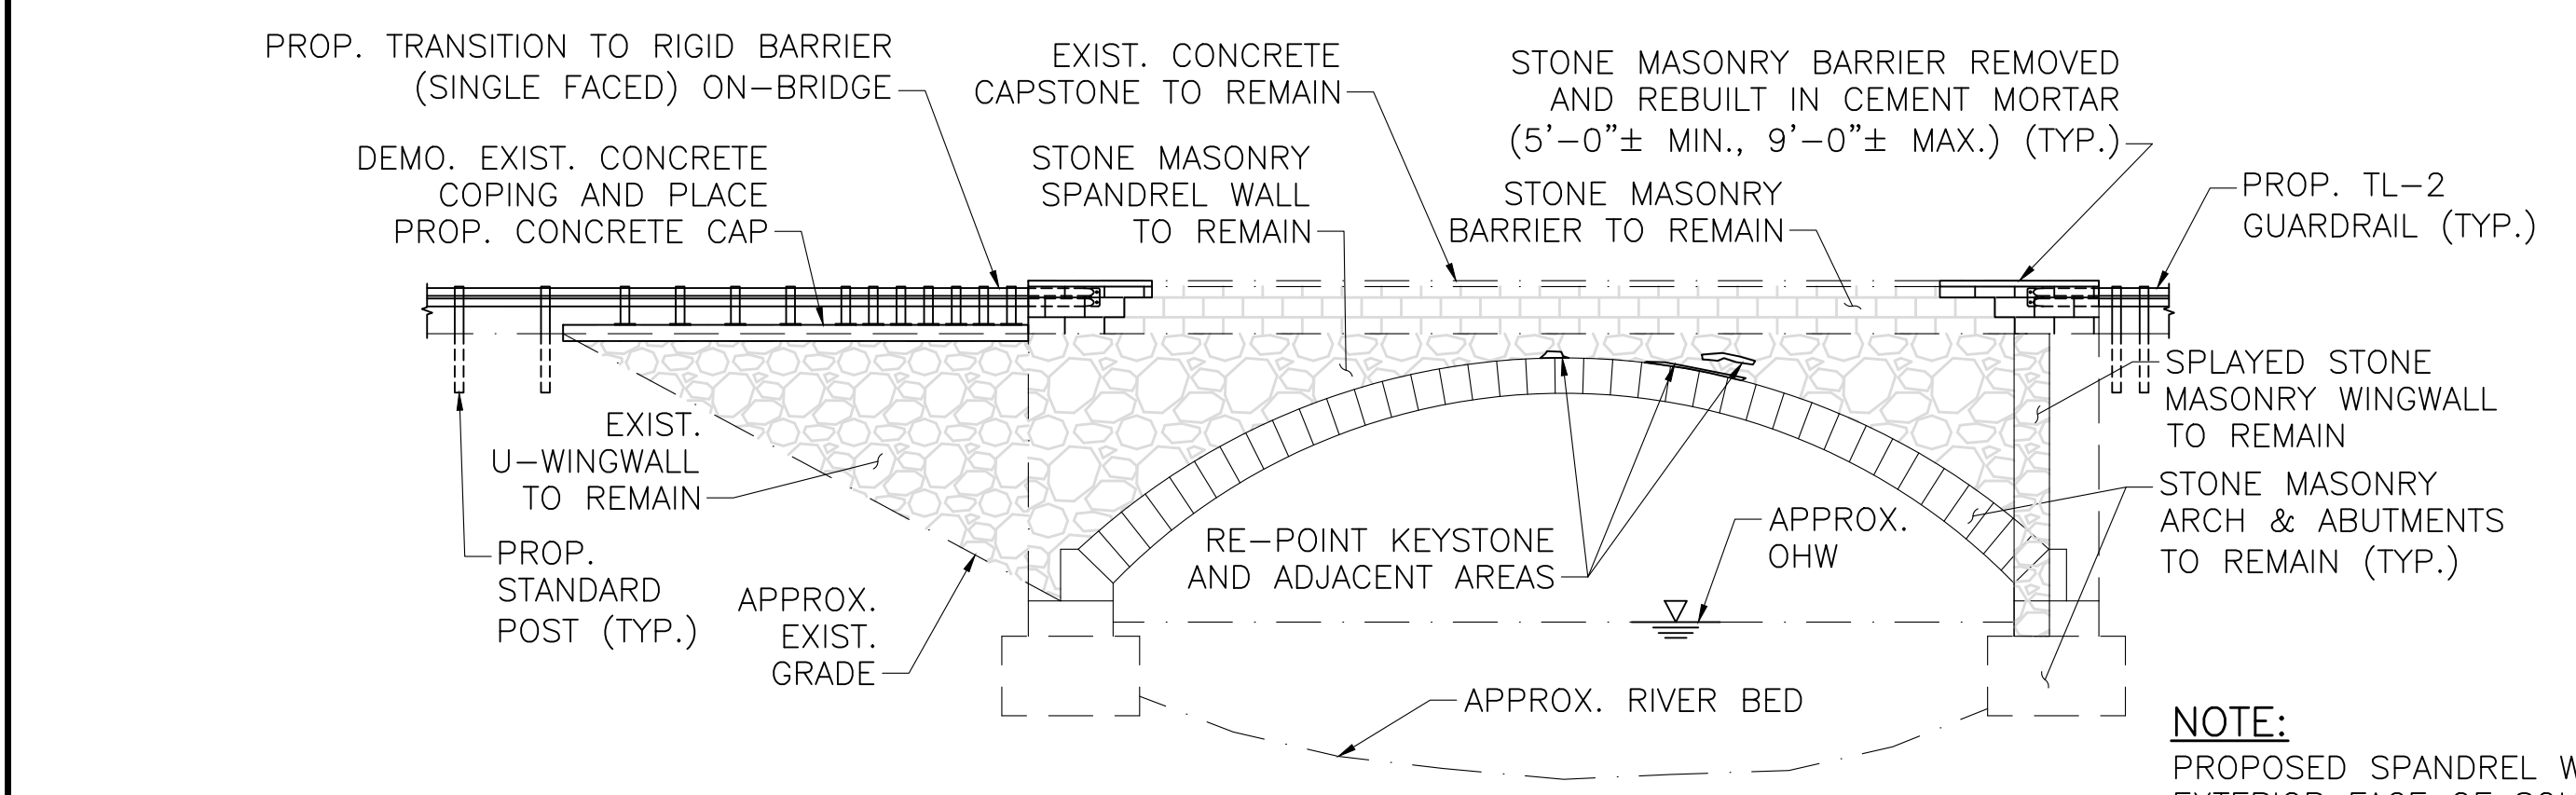 PROP. TRANSITION TO RIGID BARRIER
(SINGLE FACED) ON-BRIDGE
EXIST. CONCRETE
CAPSTONE TO REMAIN
STONE MASONRY BARRIER REMOVED
AND REBUILT IN CEMENT MORTAR
(5'-0"± MIN., 9'-0"± MAX.) (TYP.)
DEMO. EXIST. CONCRETE
COPING AND PLACE
PROP. CONCRETE CAP
STONE MASONRY
SPANDREL WALL
TO REMAIN
STONE MASONRY
BARRIER TO REMAIN
PROP. TL-2
GUARDRAIL (TYP.)
EXIST.
U-WINGWALL
TO REMAIN
SPLAYED STONE
MASONRY WINGWALL
TO REMAIN
PROP.
STANDARD
POST (TYP.)
APPROX.
EXIST.
GRADE
RE-POINT KEYSTONE
AND ADJACENT AREAS
APPROX.
OHW
STONE MASONRY
ARCH & ABUTMENTS
TO REMAIN (TYP.)
APPROX. RIVER BED
NOTE:
PROPOSED SPANDREL